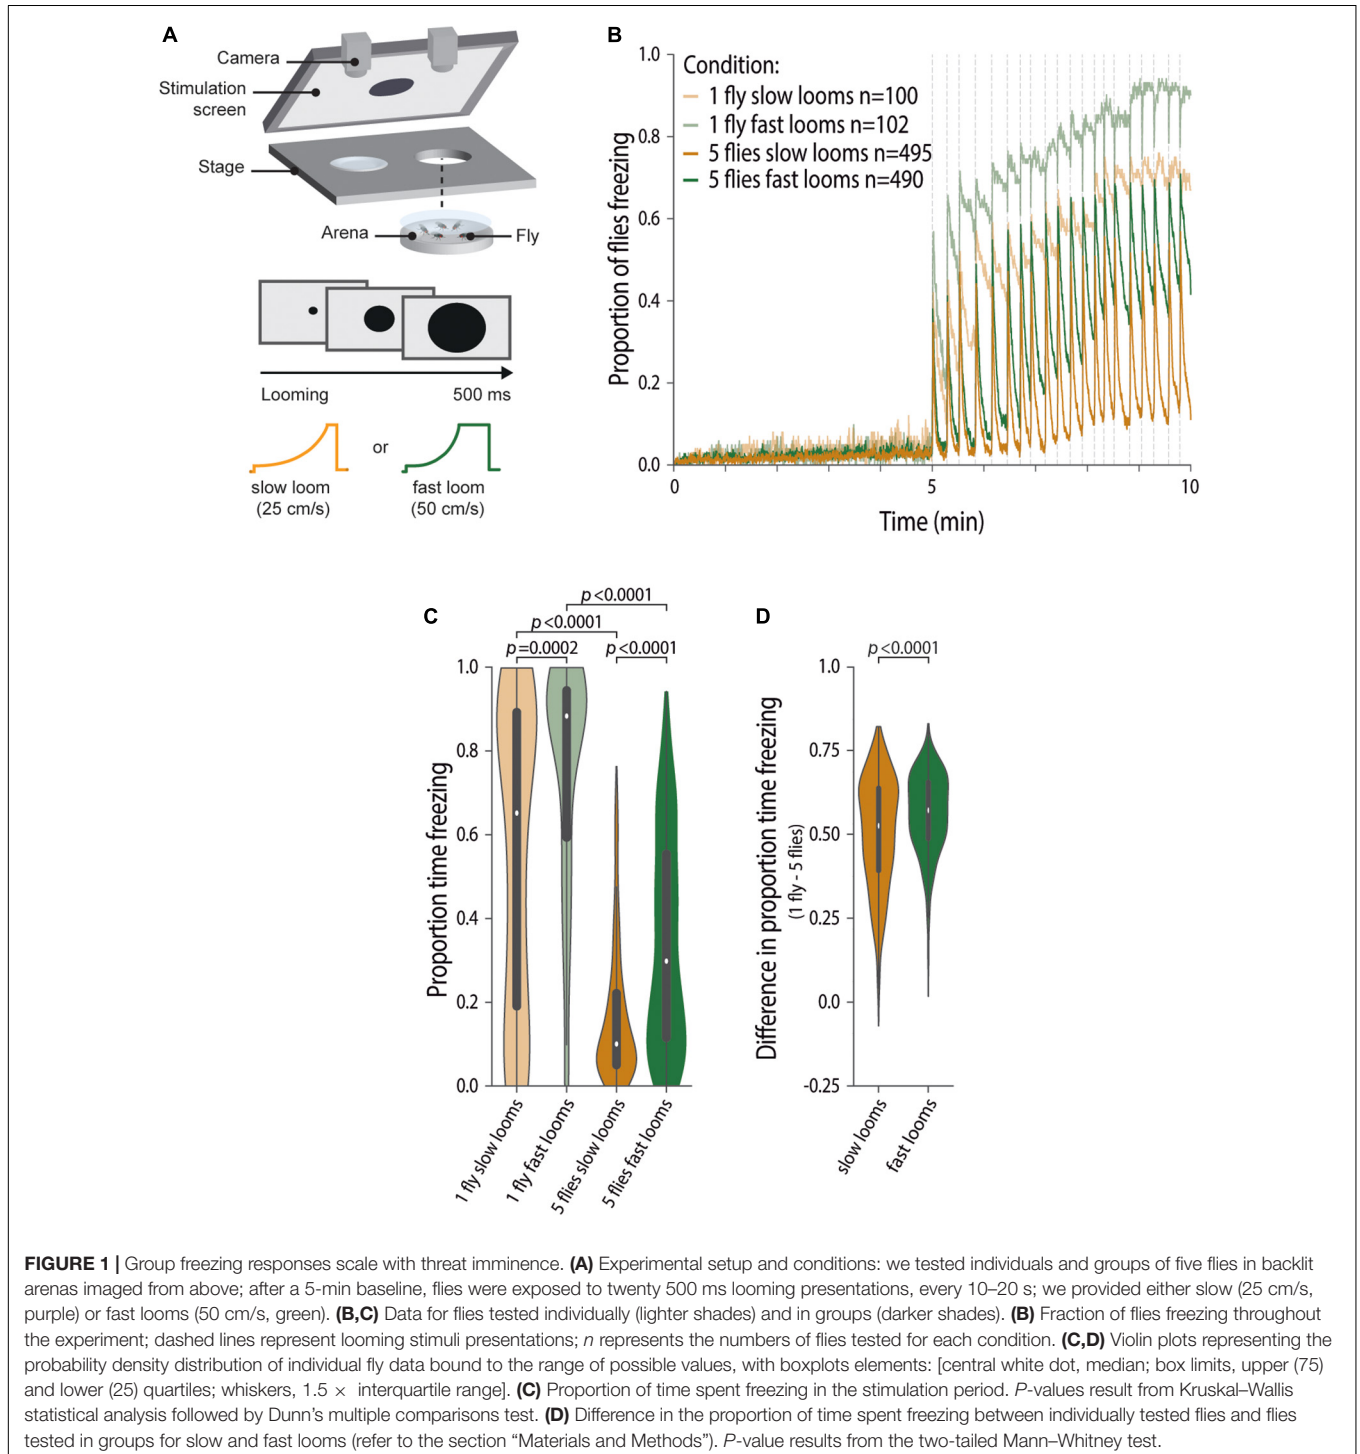 A
Camera
Stimulation
screen
Stage
Arena
Fly
Looming
500 ms
or
slow loom
(25 cm/s)
fast loom
(50 cm/s)
B
Proportion of flies freezing
1.0
0.8
0.6
0.4
0.2
0.0
Condition:
1 fly slow looms n=100
1 fly fast looms n=102
5 flies slow looms n=495
5 flies fast looms n=490
0
5
10
Time (min)
C
p<0.0001
p<0.0001
p=0.0002
p<0.0001
Proportion time freezing
1.0
0.8
0.6
0.4
0.2
0.0
1 fly slow looms
1 fly fast looms
5 flies slow looms
5 flies fast looms
D
p<0.0001
Difference in proportion time freezing
(1 fly - 5 flies)
1.0
0.75
0.50
0.25
0.0
-0.25
slow looms
fast looms
FIGURE 1 | Group freezing responses scale with threat imminence. (A) Experimental setup and conditions: we tested individuals and groups of five flies in backlit
arenas imaged from above; after a 5-min baseline, flies were exposed to twenty 500 ms looming presentations, every 10–20 s; we provided either slow (25 cm/s,
purple) or fast looms (50 cm/s, green). (B,C) Data for flies tested individually (lighter shades) and in groups (darker shades). (B) Fraction of flies freezing throughout
the experiment; dashed lines represent looming stimuli presentations; n represents the numbers of flies tested for each condition. (C,D) Violin plots representing the
probability density distribution of individual fly data bound to the range of possible values, with boxplots elements: [central white dot, median; box limits, upper (75)
and lower (25) quartiles; whiskers, 1.5 × interquartile range]. (C) Proportion of time spent freezing in the stimulation period. P-values result from Kruskal–Wallis
statistical analysis followed by Dunn's multiple comparisons test. (D) Difference in the proportion of time spent freezing between individually tested flies and flies
tested in groups for slow and fast looms (refer to the section "Materials and Methods"). P-value results from the two-tailed Mann–Whitney test.